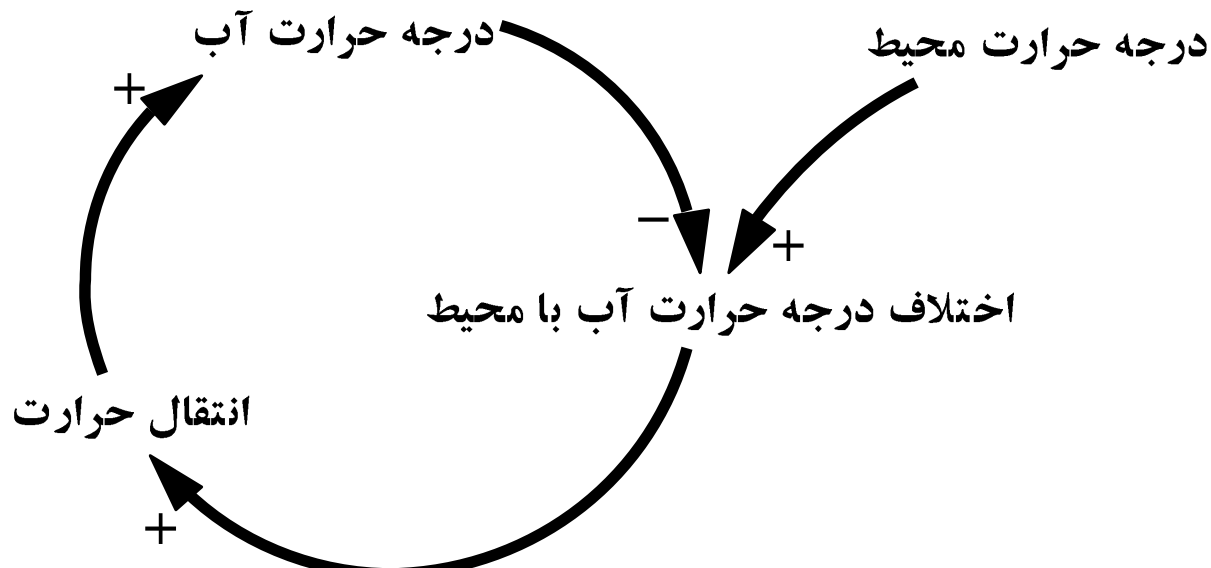 درجه حرارت محیط
درجه حرارت آب
+
−
+
اختلاف درجه حرارت آب با محیط
انتقال حرارت
+